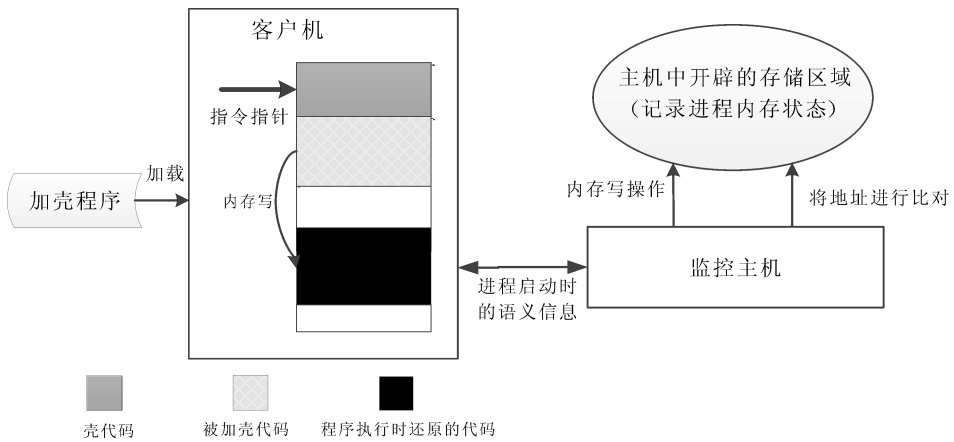 客户机
指令指针
加壳程序
加载
内存写
主机中开辟的存储区域
（记录进程内存状态）
内存写操作
将地址进行比对
监控主机
进程启动时
的语义信息
壳代码
被加壳代码
程序执行时还原的代码